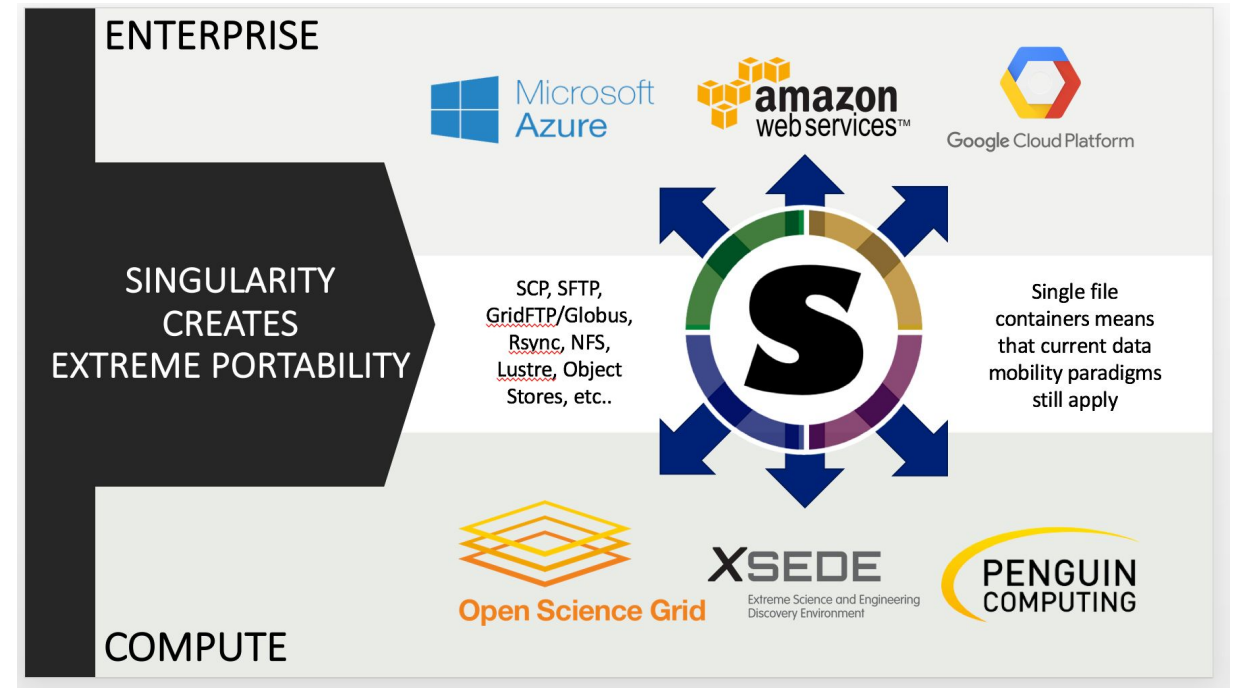 ENTERPRISE
Microsoft
Azure
amazon
web services™
Google Cloud Platform
SINGULARITY
CREATES
EXTREME PORTABILITY
SCP, SFTP,
GridFTP/Globus,
Rsync, NFS,
Lustre, Object
Stores, etc..
S
Single file
containers means
that current data
mobility paradigms
still apply
Open Science Grid
XSEDE
Extreme Science and Engineering
Discovery Environment
PENGUIN
COMPUTING
COMPUTE